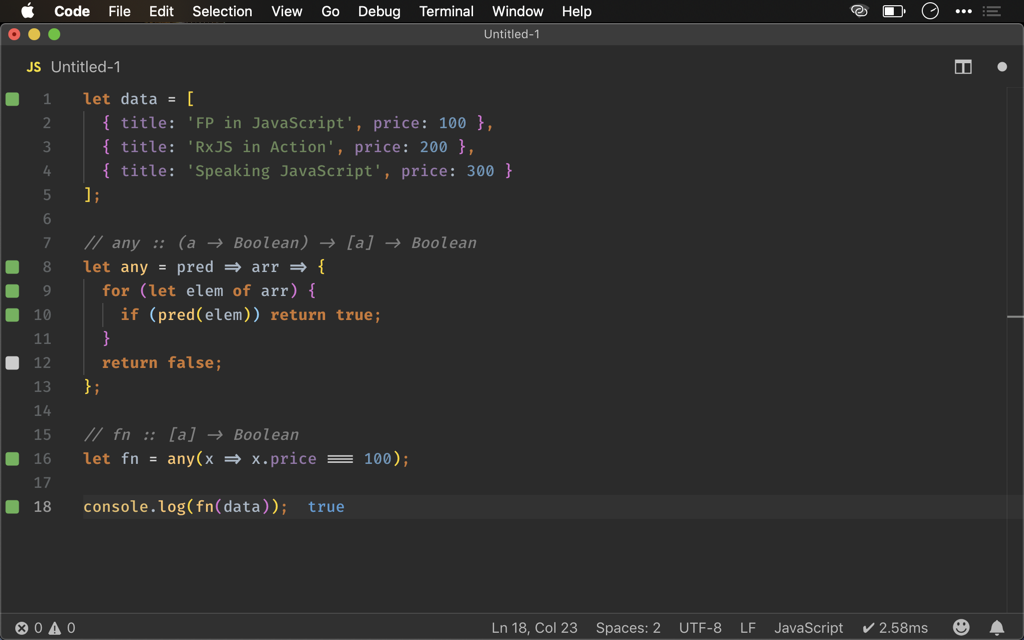 Code File Edit Selection View Go Debug Terminal Window Help
Untitled-1
JS Untitled-1
1 let data = [
2 { title: 'FP in JavaScript', price: 100 },
3 { title: 'RxJS in Action', price: 200 },
4 { title: 'Speaking JavaScript', price: 300 }
5 ];
6
7 // any :: (a → Boolean) → [a] → Boolean
8 let any = pred ⇒ arr ⇒ {
9 for (let elem of arr) {
10 if (pred(elem)) return true;
11 }
12 return false;
13 };
14
15 // fn :: [a] → Boolean
16 let fn = any(x ⇒ x.price ≡ 100);
17
18 console.log(fn(data)); true
0 0 Ln 18, Col 23 Spaces: 2 UTF-8 LF JavaScript ✔ 2.58ms